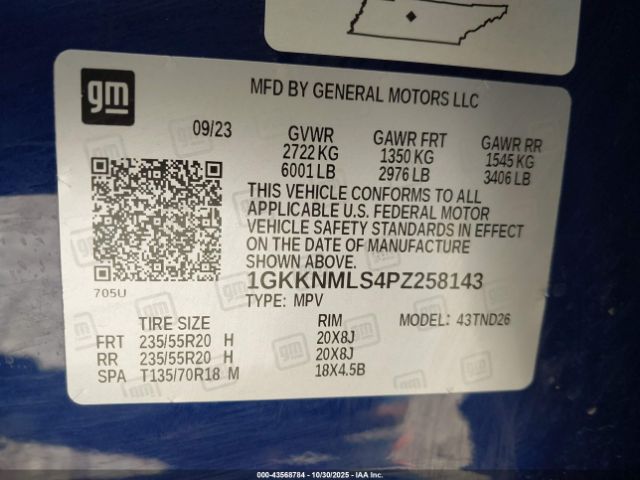 gm
MFD BY GENERAL MOTORS LLC
09/23 GVWR GAWR FRT GAWR RR
2722 KG 1350 KG 1545 KG
6001 LB 2976 LB 3406 LB
THIS VEHICLE CONFORMS TO ALL
APPLICABLE U.S. FEDERAL MOTOR
VEHICLE SAFETY STANDARDS IN EFFECT
ON THE DATE OF MANUFACTURE
SHOWN ABOVE.
705U
1GKKNMLS4PZ258143
TYPE: MPV
TIRE SIZE RIM MODEL: 43TND26
FRT 235/55R20 H 20X8J
RR 235/55R20 H 20X8J
SPA T135/70R18 M 18X4.5B
000-43568784 | 10/30/2025 | IAA Inc.